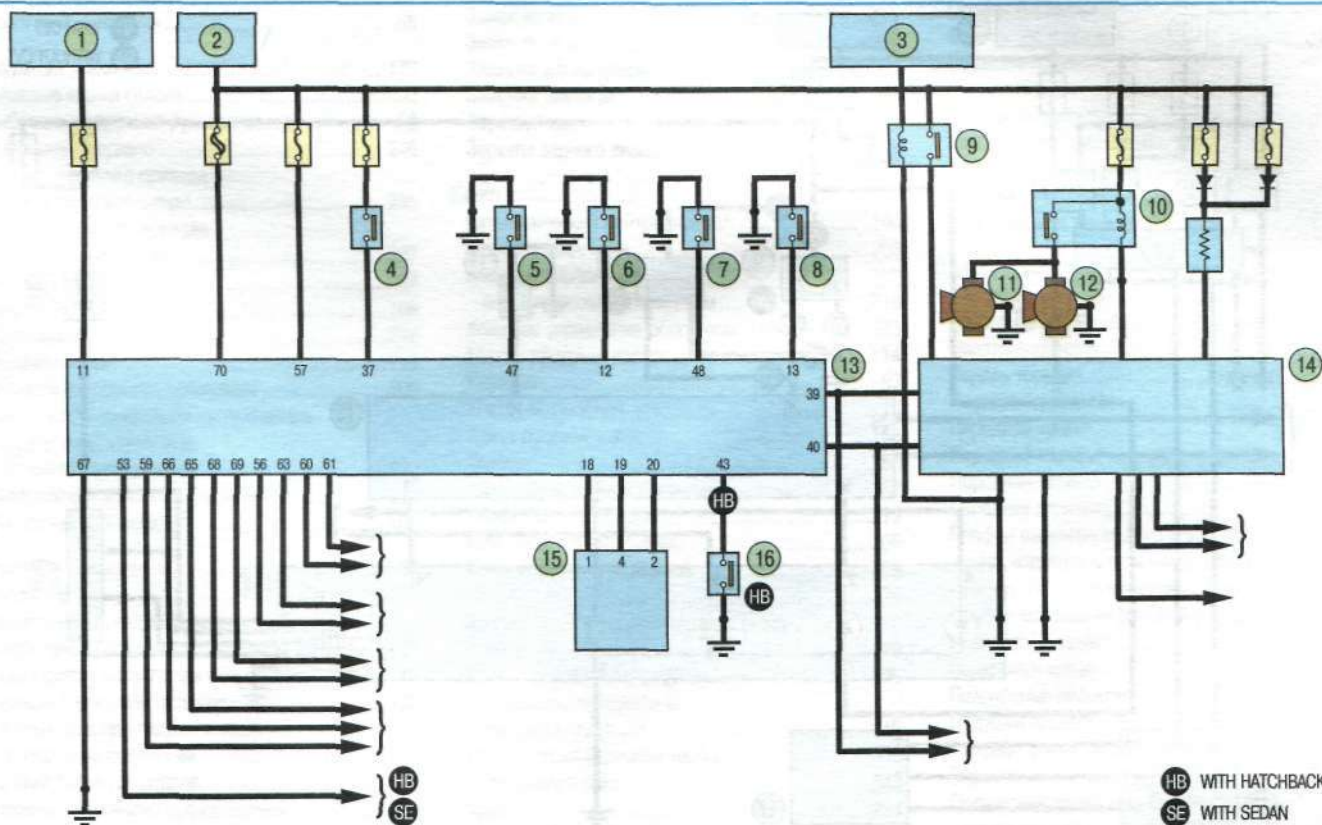 1 2 3
9
10
4 5 6 7 8 11 12
11 70 57 37 47 12 48 13 13 14
39
40
67 53 59 66 65 68 69 56 63 60 61 18 19 20 43
HB
15 1 4 2 16
HB
HB HB WITH HATCHBACK
SE SE WITH SEDAN